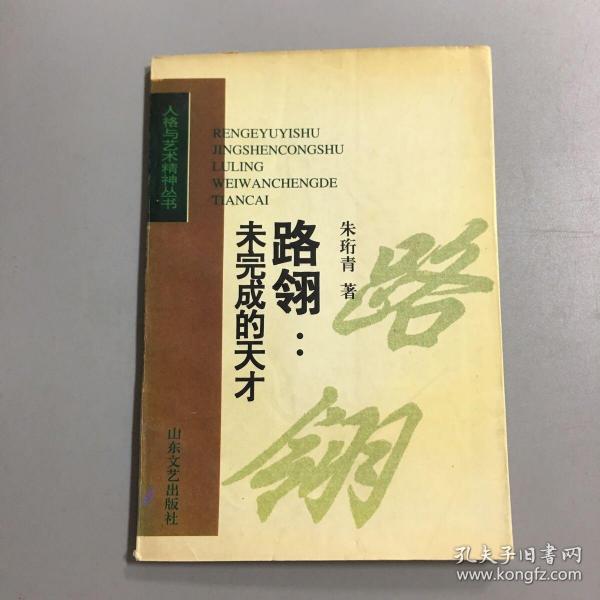 人格与艺术精神丛书
RENGEYUYISHU
JINGSHENCONGSHU
LULING
WEIWANCHENGDE
TIANCAI
路翎:
未完成的天才
朱珩青 著
路翎
山东文艺出版社
孔夫子旧書网
www.kongfz.com